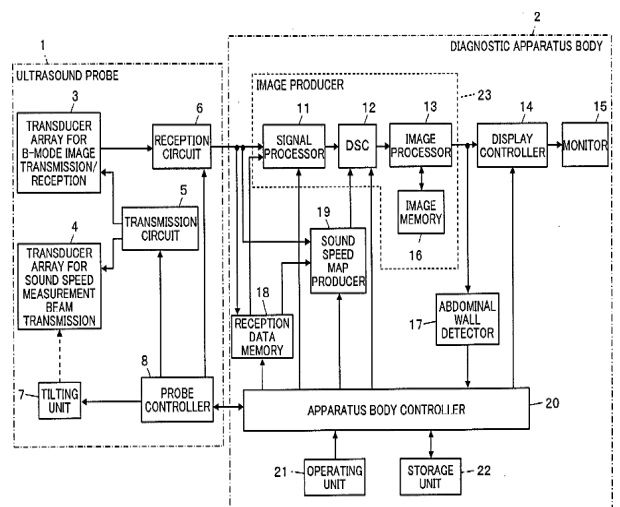 2
DIAGNOSTIC APPARATUS BODY
1
ULTRASOUND PROBE
3
TRANSDUCER
ARRAY FOR
B-MODE IMAGE
TRANSMISSION/
RECEPTION
6
RECEPTION
CIRCUIT
5
TRANSMISSION
CIRCUIT
4
TRANSDUCER
ARRAY FOR
SOUND SPEED
MEASUREMENT
BEAM
TRANSMISSION
7
TILTING
UNIT
8
PROBE
CONTROLLER
IMAGE PRODUCER
23
11
SIGNAL
PROCESSOR
12
DSC
13
IMAGE
PROCESSOR
14
DISPLAY
CONTROLLER
15
MONITOR
IMAGE
MEMORY
16
19
SOUND
SPEED
MAP
PRODUCER
18
RECEPTION
DATA
MEMORY
17
ABDOMINAL
WALL
DETECTOR
APPARATUS BODY CONTROLLER
20
21
OPERATING
UNIT
STORAGE
UNIT
22